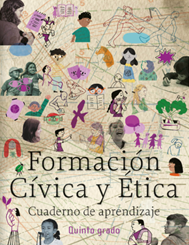 Formación
Cívica y Ética
Cuaderno de aprendizaje
Quinto grado